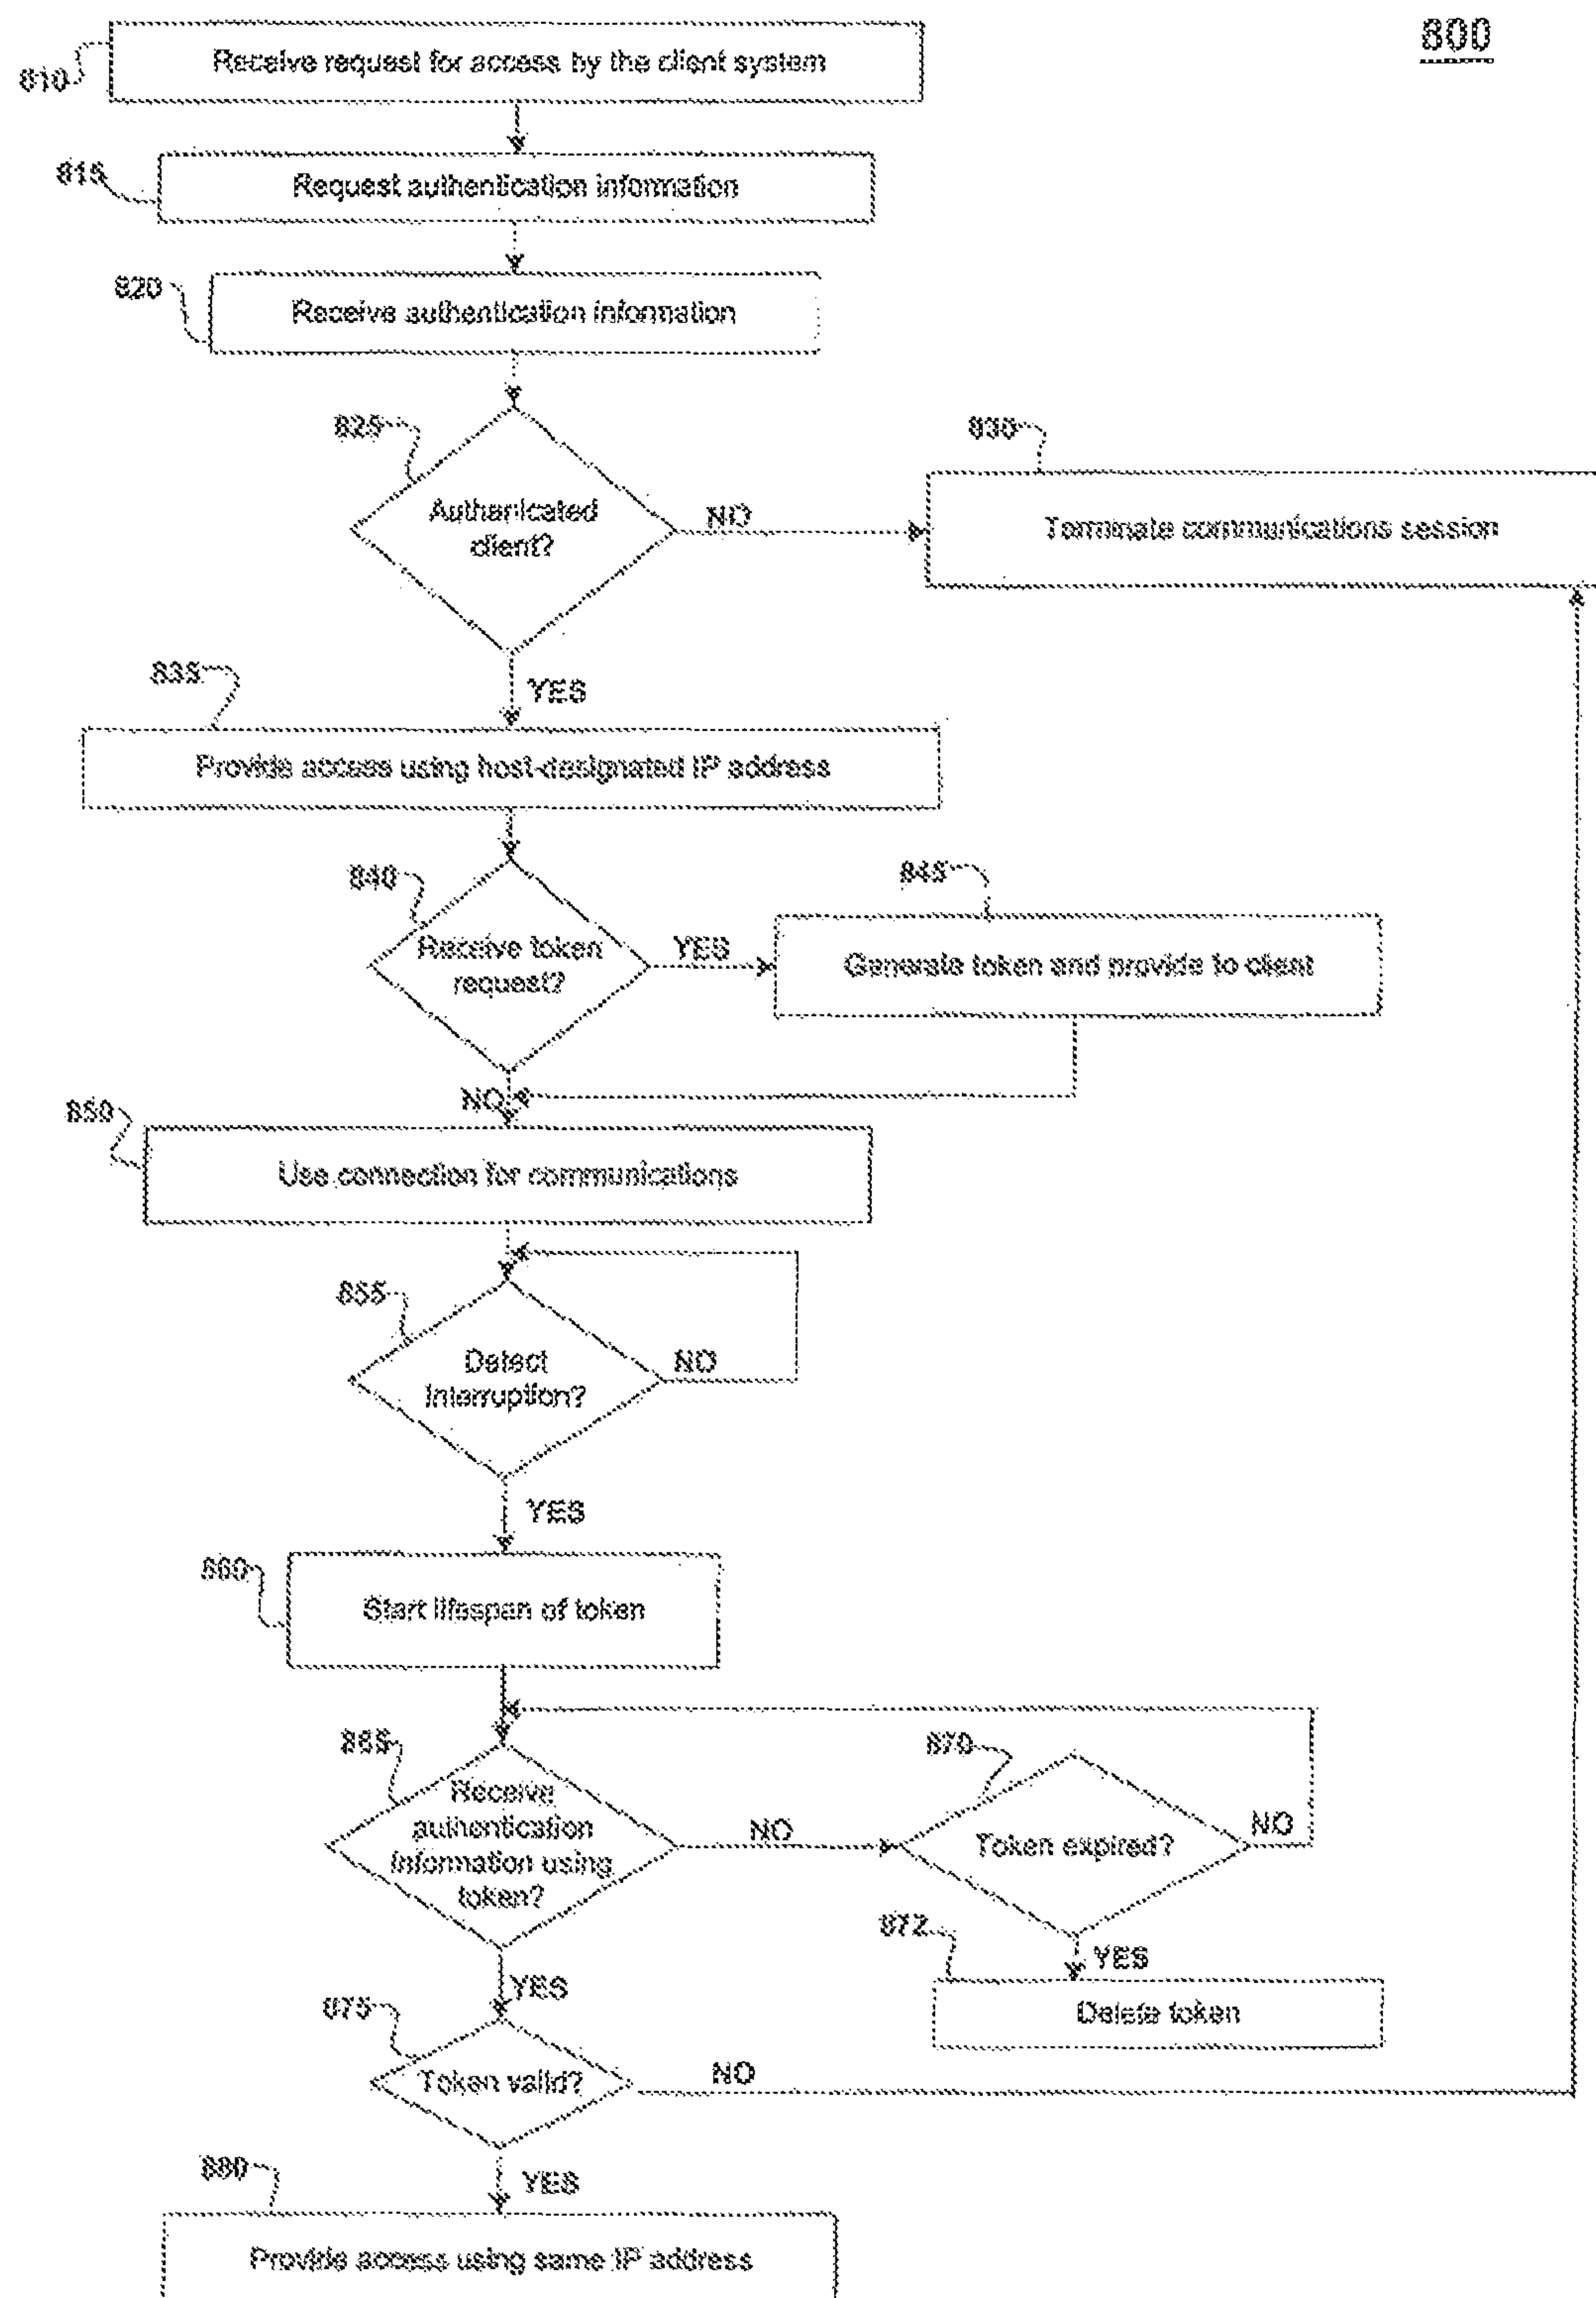 800
810
Receive request for access by the client system
815
Request authentication information
820
Receive authentication information
825
Authenicated
client?
NO
830
Terminate communications session
YES
835
Provide access using host-designated IP address
840
Receive token
request?
YES
845
Generate token and provide to client
NO
850
Use connection for communications
855
Detect
Interruption?
NO
YES
860
Start lifespan of token
865
Receive
authentication
Information using
token?
NO
870
Token expired?
NO
YES
872
Delete token
YES
875
Token valid?
NO
YES
880
Provide access using same IP address